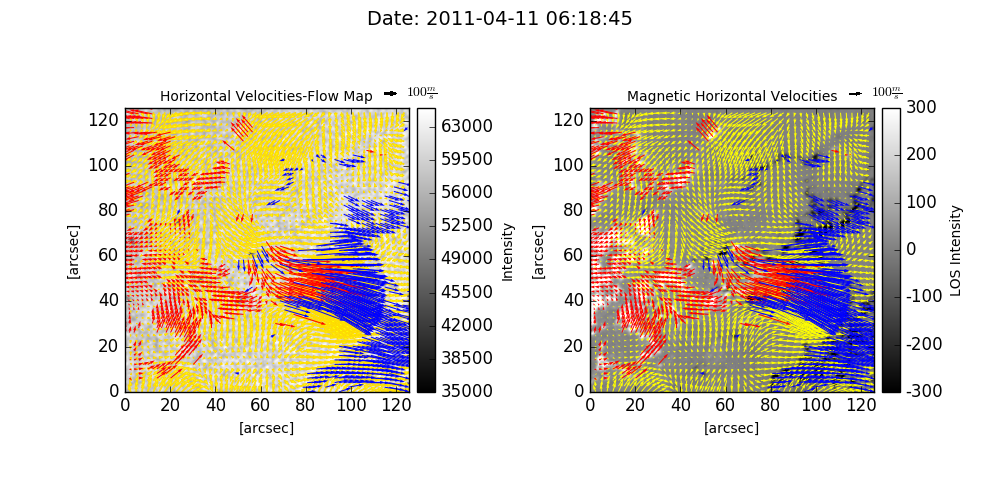 Date: 2011-04-11 06:18:45
Horizontal Velocities-Flow Map
100 m/s
Magnetic Horizontal Velocities
100 m/s
120
100
80
60
40
20
0
[arcsec]
0 20 40 60 80 100 120
[arcsec]
63000
59500
56000
52500
49000
45500
42000
38500
35000
Intensity
120
100
80
60
40
20
0
[arcsec]
0 20 40 60 80 100 120
[arcsec]
300
200
100
0
-100
-200
-300
LOS Intensity